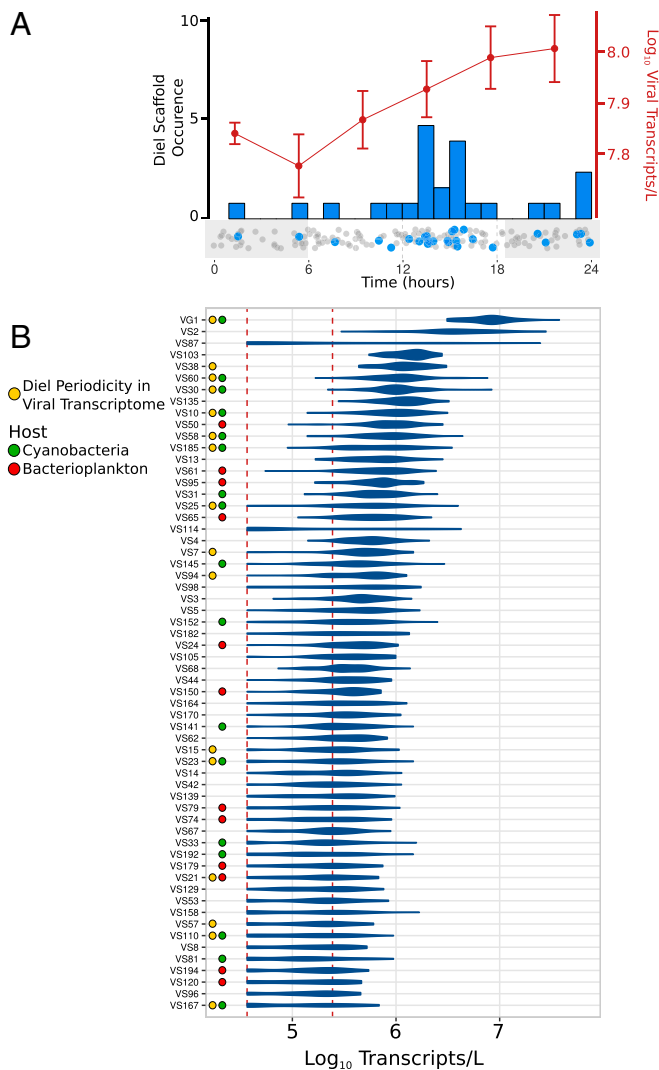 A
10
5
0
Diel Scaffold
Occurence
8.0
7.9
7.8
Log10 Viral Transcripts/L
0
6
12
18
24
Time (hours)
B
Diel Periodicity in
Viral Transcriptome
Host
Cyanobacteria
Bacterioplankton
VG1
VS2
VS87
VS103
VS38
VS60
VS30
VS135
VS10
VS50
VS58
VS185
VS13
VS61
VS95
VS31
VS25
VS65
VS114
VS4
VS7
VS145
VS94
VS98
VS3
VS5
VS152
VS182
VS24
VS105
VS68
VS44
VS150
VS164
VS170
VS141
VS62
VS15
VS23
VS14
VS42
VS139
VS79
VS74
VS67
VS33
VS192
VS179
VS21
VS129
VS53
VS158
VS57
VS110
VS8
VS81
VS194
VS120
VS96
VS167
5
6
7
Log10 Transcripts/L